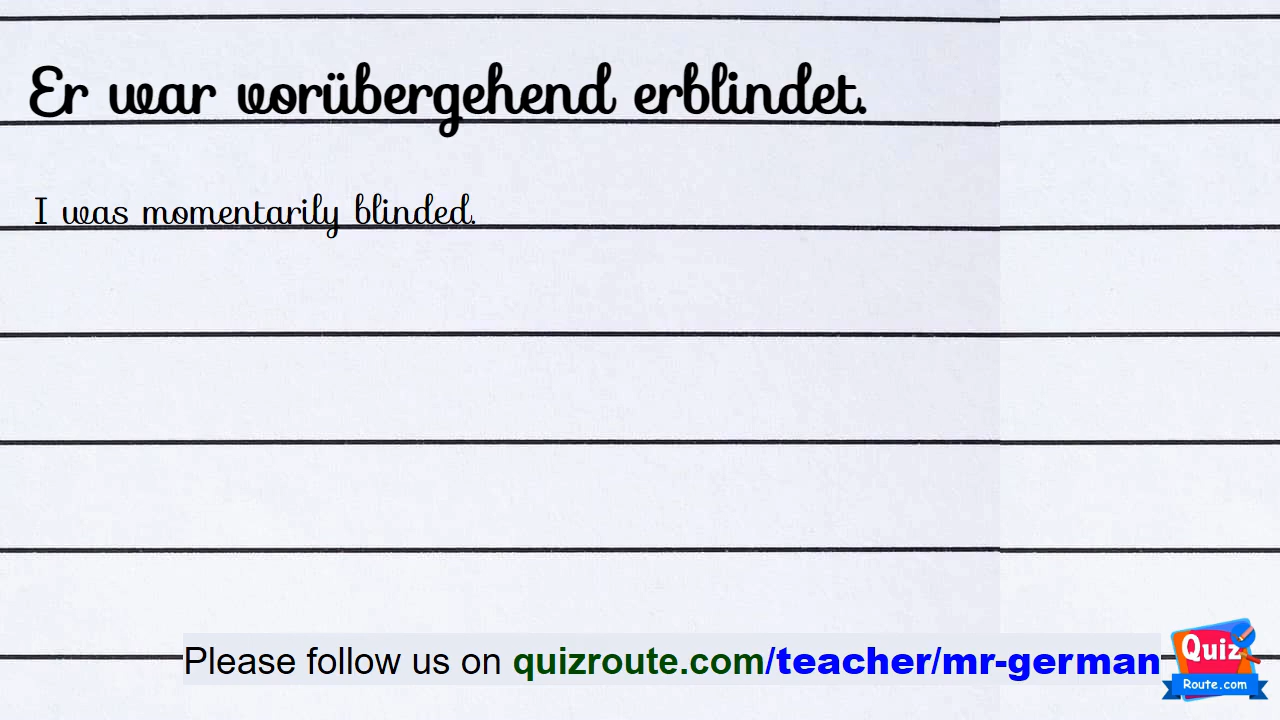 Er war vorübergehend erblindet.
I was momentarily blinded.
Please follow us on quizroute.com/teacher/mr-german
Quiz
Route.com